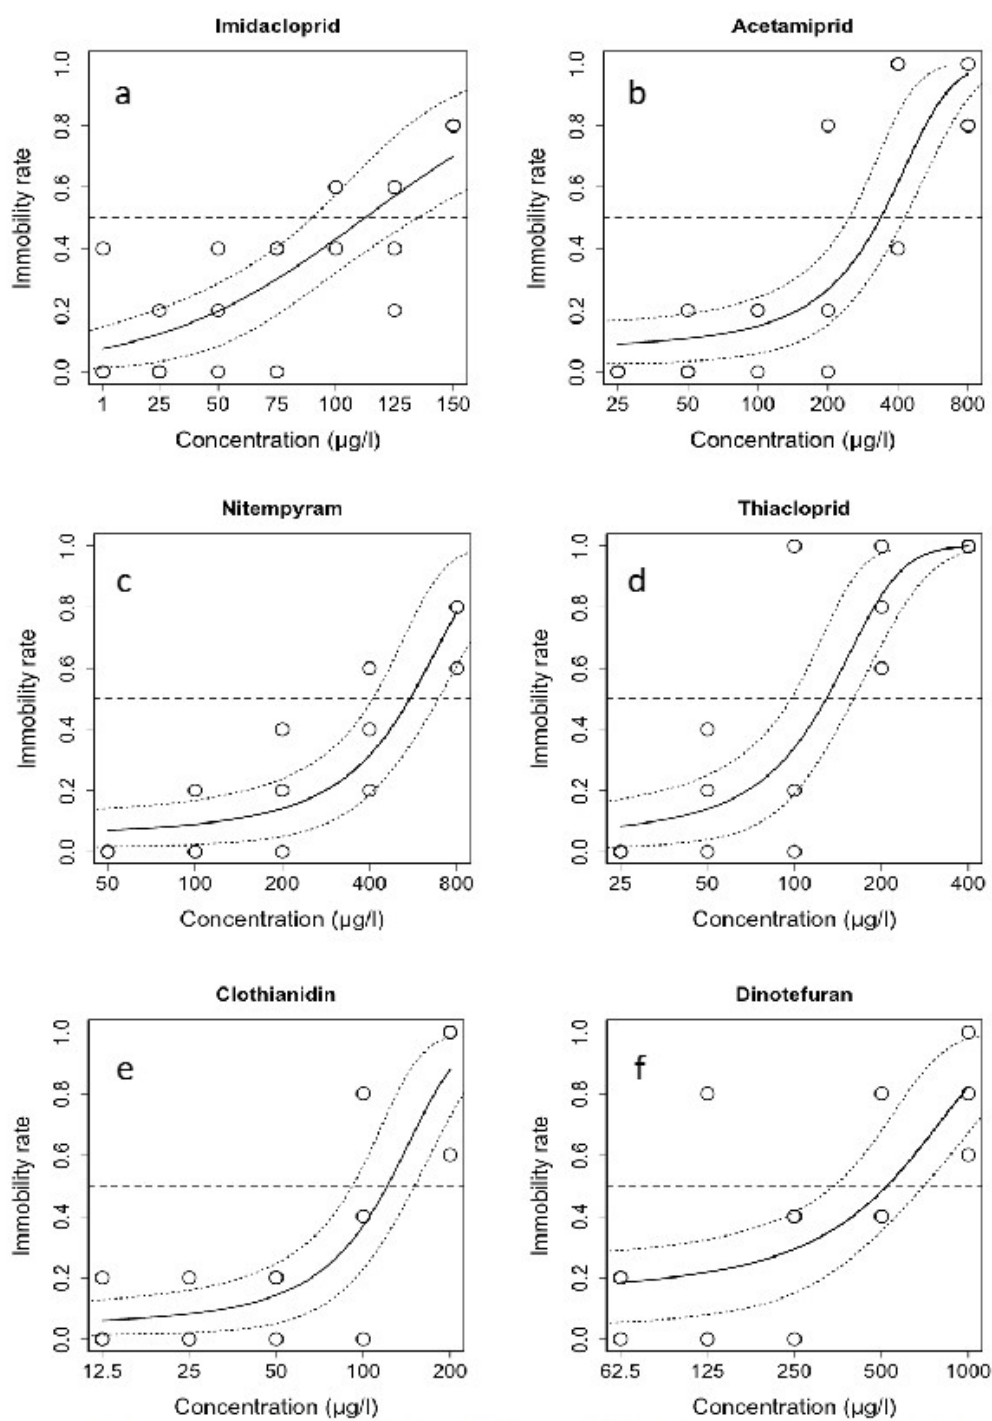 Imidacloprid
a
Immobility rate
0.0 0.2 0.4 0.6 0.8 1.0
1 25 50 75 100 125 150
Concentration (µg/l)
Acetamiprid
b
Immobility rate
0.0 0.2 0.4 0.6 0.8 1.0
25 50 100 200 400 800
Concentration (µg/l)
Nitempyram
c
Immobility rate
0.0 0.2 0.4 0.6 0.8 1.0
50 100 200 400 800
Concentration (µg/l)
Thiacloprid
d
Immobility rate
0.0 0.2 0.4 0.6 0.8 1.0
25 50 100 200 400
Concentration (µg/l)
Clothianidin
e
Immobility rate
0.0 0.2 0.4 0.6 0.8 1.0
12.5 25 50 100 200
Concentration (µg/l)
Dinotefuran
f
Immobility rate
0.0 0.2 0.4 0.6 0.8 1.0
62.5 125 250 500 1000
Concentration (µg/l)